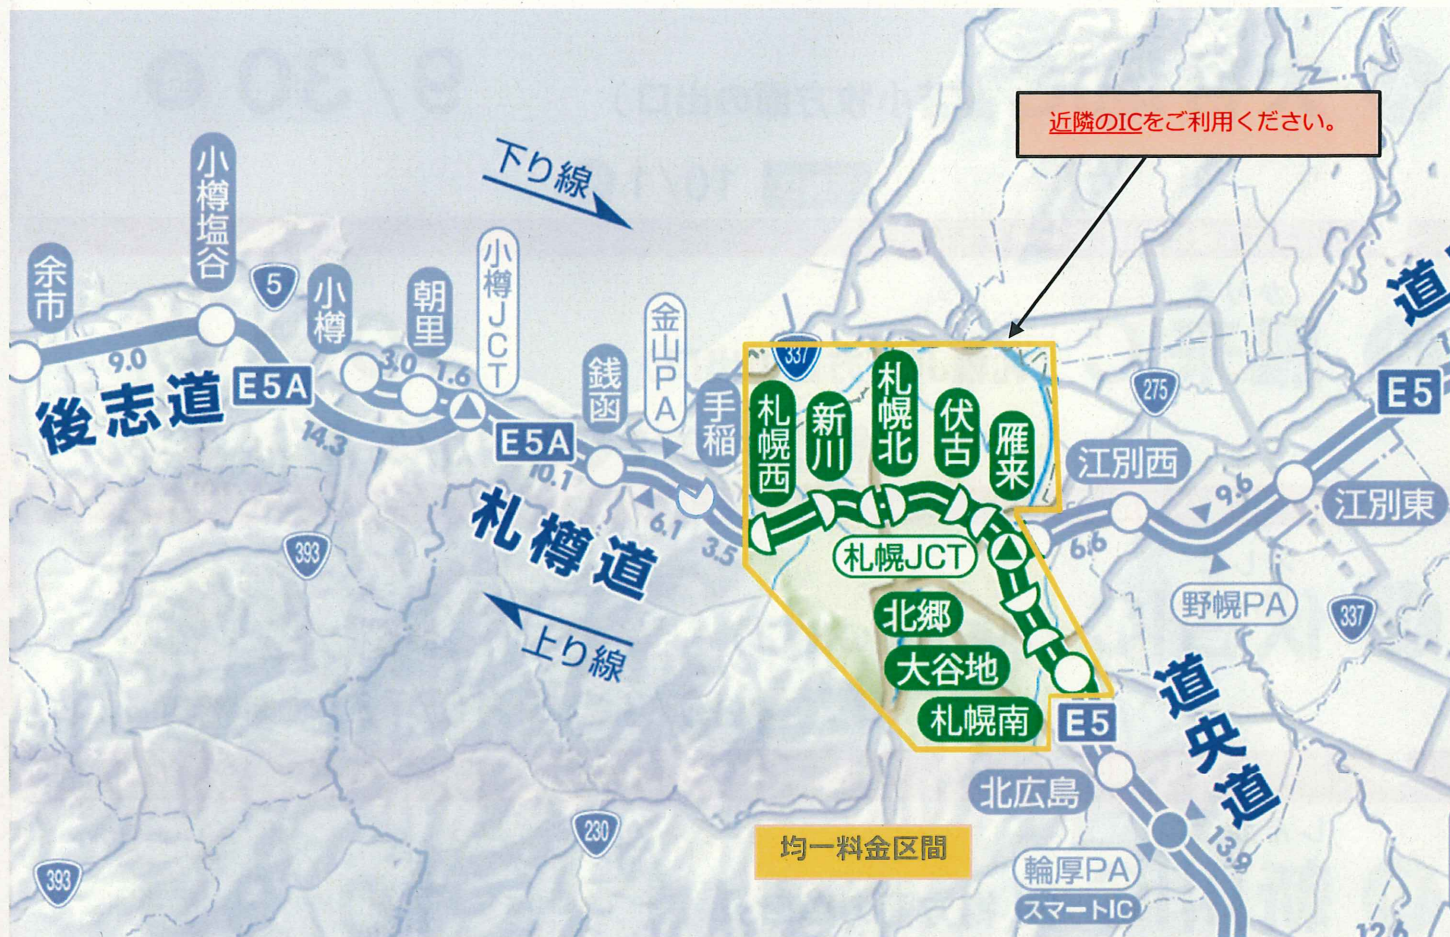 近隣のICをご利用ください。
下り線
小樽塩谷
余市
5
小樽
朝里
小樽JCT
金山PA
銭函
手稲
337
札幌西
新川
札幌北
伏古
雁来
9.0
3.0
1.6
E5A
後志道
14.3
E5A
10.1
6.1
3.5
札樽道
上り線
393
札幌JCT
北郷
大谷地
札幌南
E5
275
E5
江別西
江別東
9.6
6.6
野幌PA
337
道央道
北広島
13.9
輪厚PA
スマートIC
均一料金区間
230
393
12.6
道